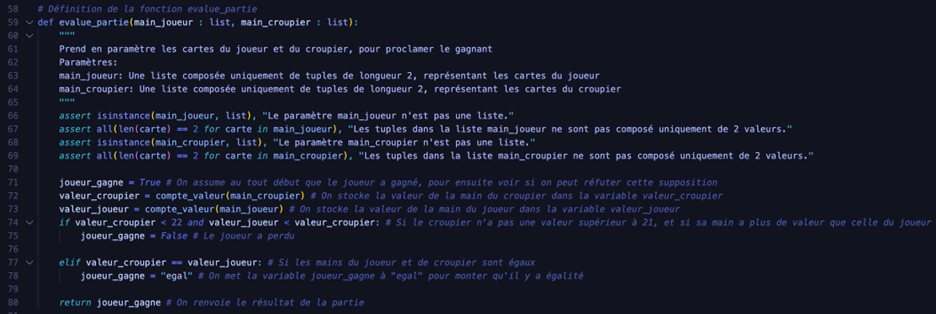 58 # Définition de la fonction evalue_partie
59 def evalue_partie(main_joueur : list, main_croupier : list):
60 """
61 Prend en paramètre les cartes du joueur et du croupier, pour proclamer le gagnant
62 Paramètres:
63 main_joueur: Une liste composée uniquement de tuples de longueur 2, représentant les cartes du joueur
64 main_croupier: Une liste composée uniquement de tuples de longueur 2, représentant les cartes du croupier
65 """
66 assert isinstance(main_joueur, list), "Le paramètre main_joueur n'est pas une liste."
67 assert all(len(carte) == 2 for carte in main_joueur), "Les tuples dans la liste main_joueur ne sont pas composé uniquement de 2 valeurs."
68 assert isinstance(main_croupier, list), "Le paramètre main_croupier n'est pas une liste."
69 assert all(len(carte) == 2 for carte in main_croupier), "Les tuples dans la liste main_croupier ne sont pas composé uniquement de 2 valeurs."
70
71 joueur_gagne = True # On assume au tout début que le joueur a gagné, pour ensuite voir si on peut réfuter cette supposition
72 valeur_croupier = compte_valeur(main_croupier) # On stocke la valeur de la main du croupier dans la variable valeur_croupier
73 valeur_joueur = compte_valeur(main_joueur) # On stocke la valeur de la main du joueur dans la variable valeur_joueur
74 if valeur_croupier < 22 and valeur_joueur < valeur_croupier: # Si le croupier n'a pas une valeur supérieur à 21, et si sa main a plus de valeur que celle du joueur
75 joueur_gagne = False # Le joueur a perdu
76
77 elif valeur_croupier == valeur_joueur: # Si les mains du joueur et de croupier sont égaux
78 joueur_gagne = "egal" # On met la variable joueur_gagne à "egal" pour monter qu'il y a égalité
79
80 return joueur_gagne # On renvoie le résultat de la partie